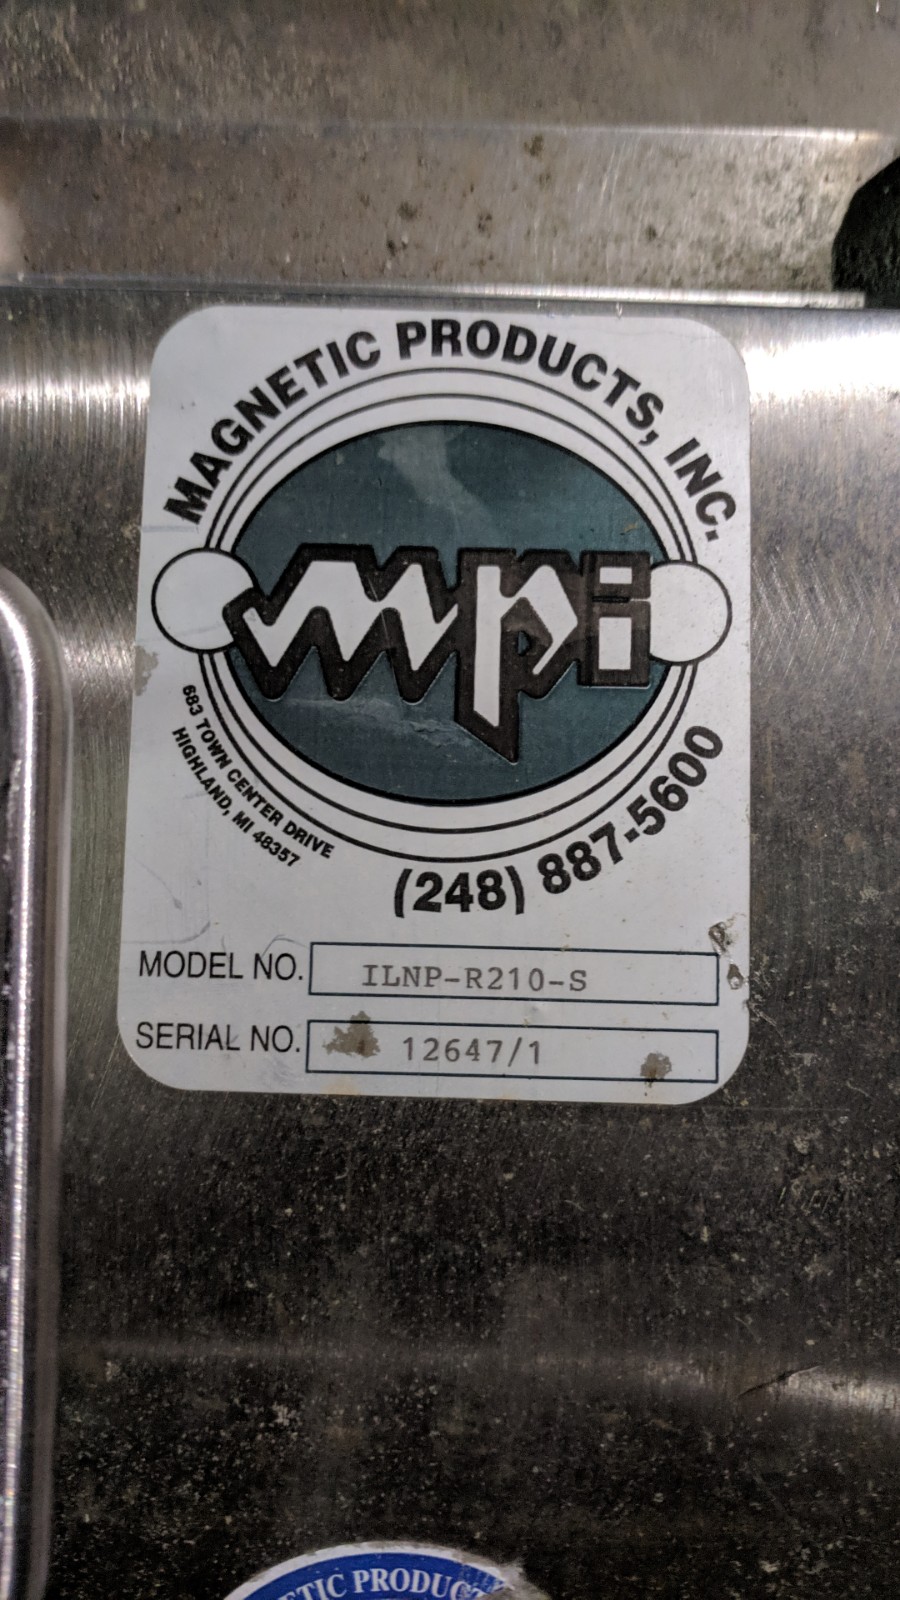 MAGNETIC PRODUCTS, INC.
mpi
683 TOWN CENTER DRIVE
HIGHLAND, MI 48357
(248) 887-5600
MODEL NO. ILNP-R210-S
SERIAL NO. 12647/1
ETIC PRODUC